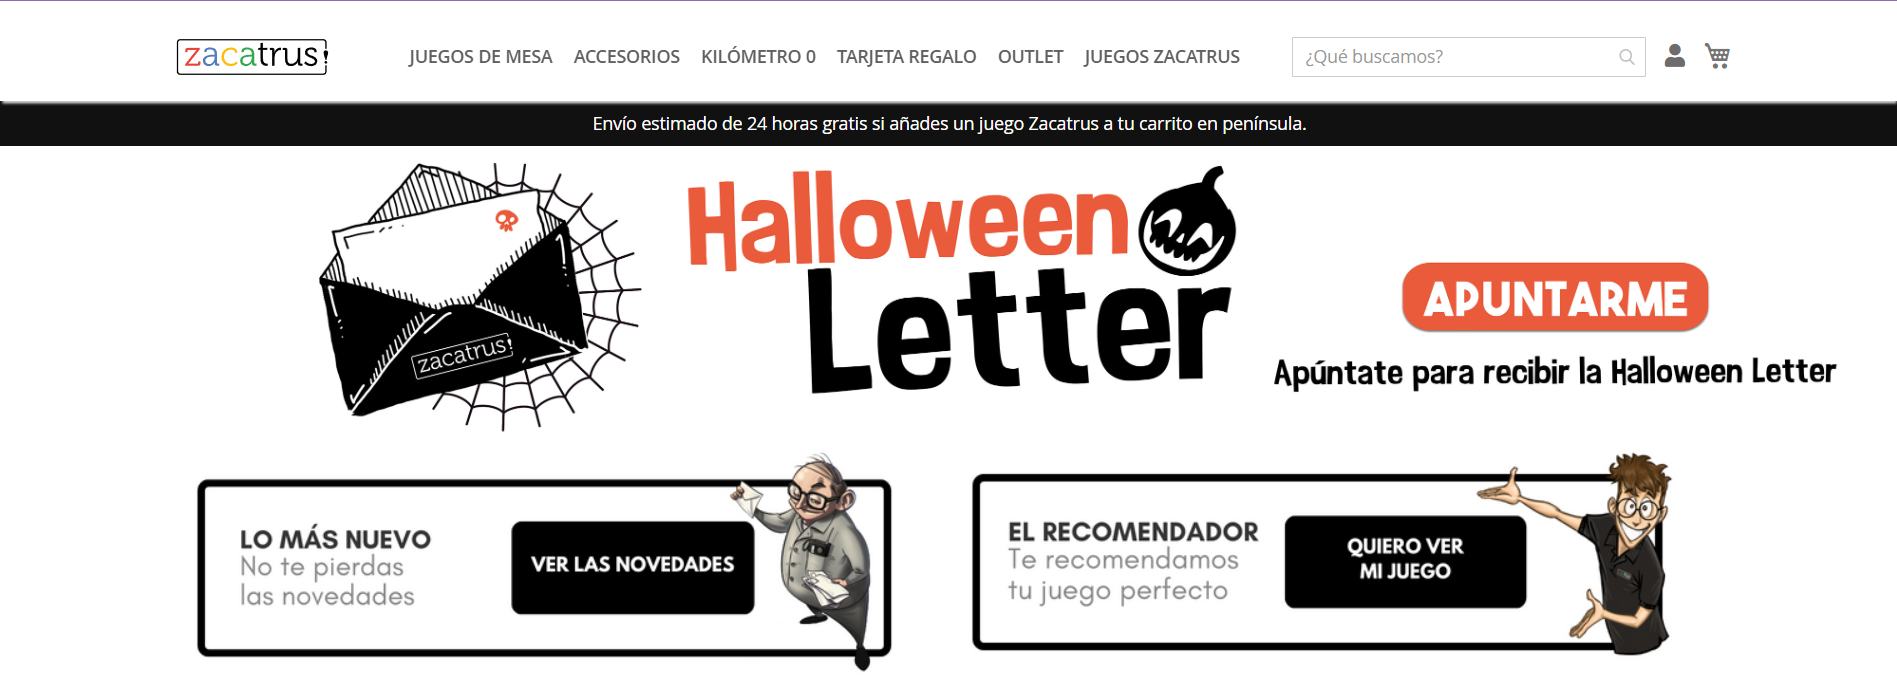 zacatrus!
JUEGOS DE MESA ACCESORIOS KILÓMETRO 0 TARJETA REGALO OUTLET JUEGOS ZACATRUS
¿Qué buscamos?
Envío estimado de 24 horas gratis si añades un juego Zacatrus a tu carrito en península.
zacatrus!
Halloween
Letter
APUNTARME
Apúntate para recibir la Halloween Letter
LO MÁS NUEVO
No te pierdas
las novedades
VER LAS NOVEDADES
EL RECOMENDADOR
Te recomendamos
tu juego perfecto
QUIERO VER
MI JUEGO